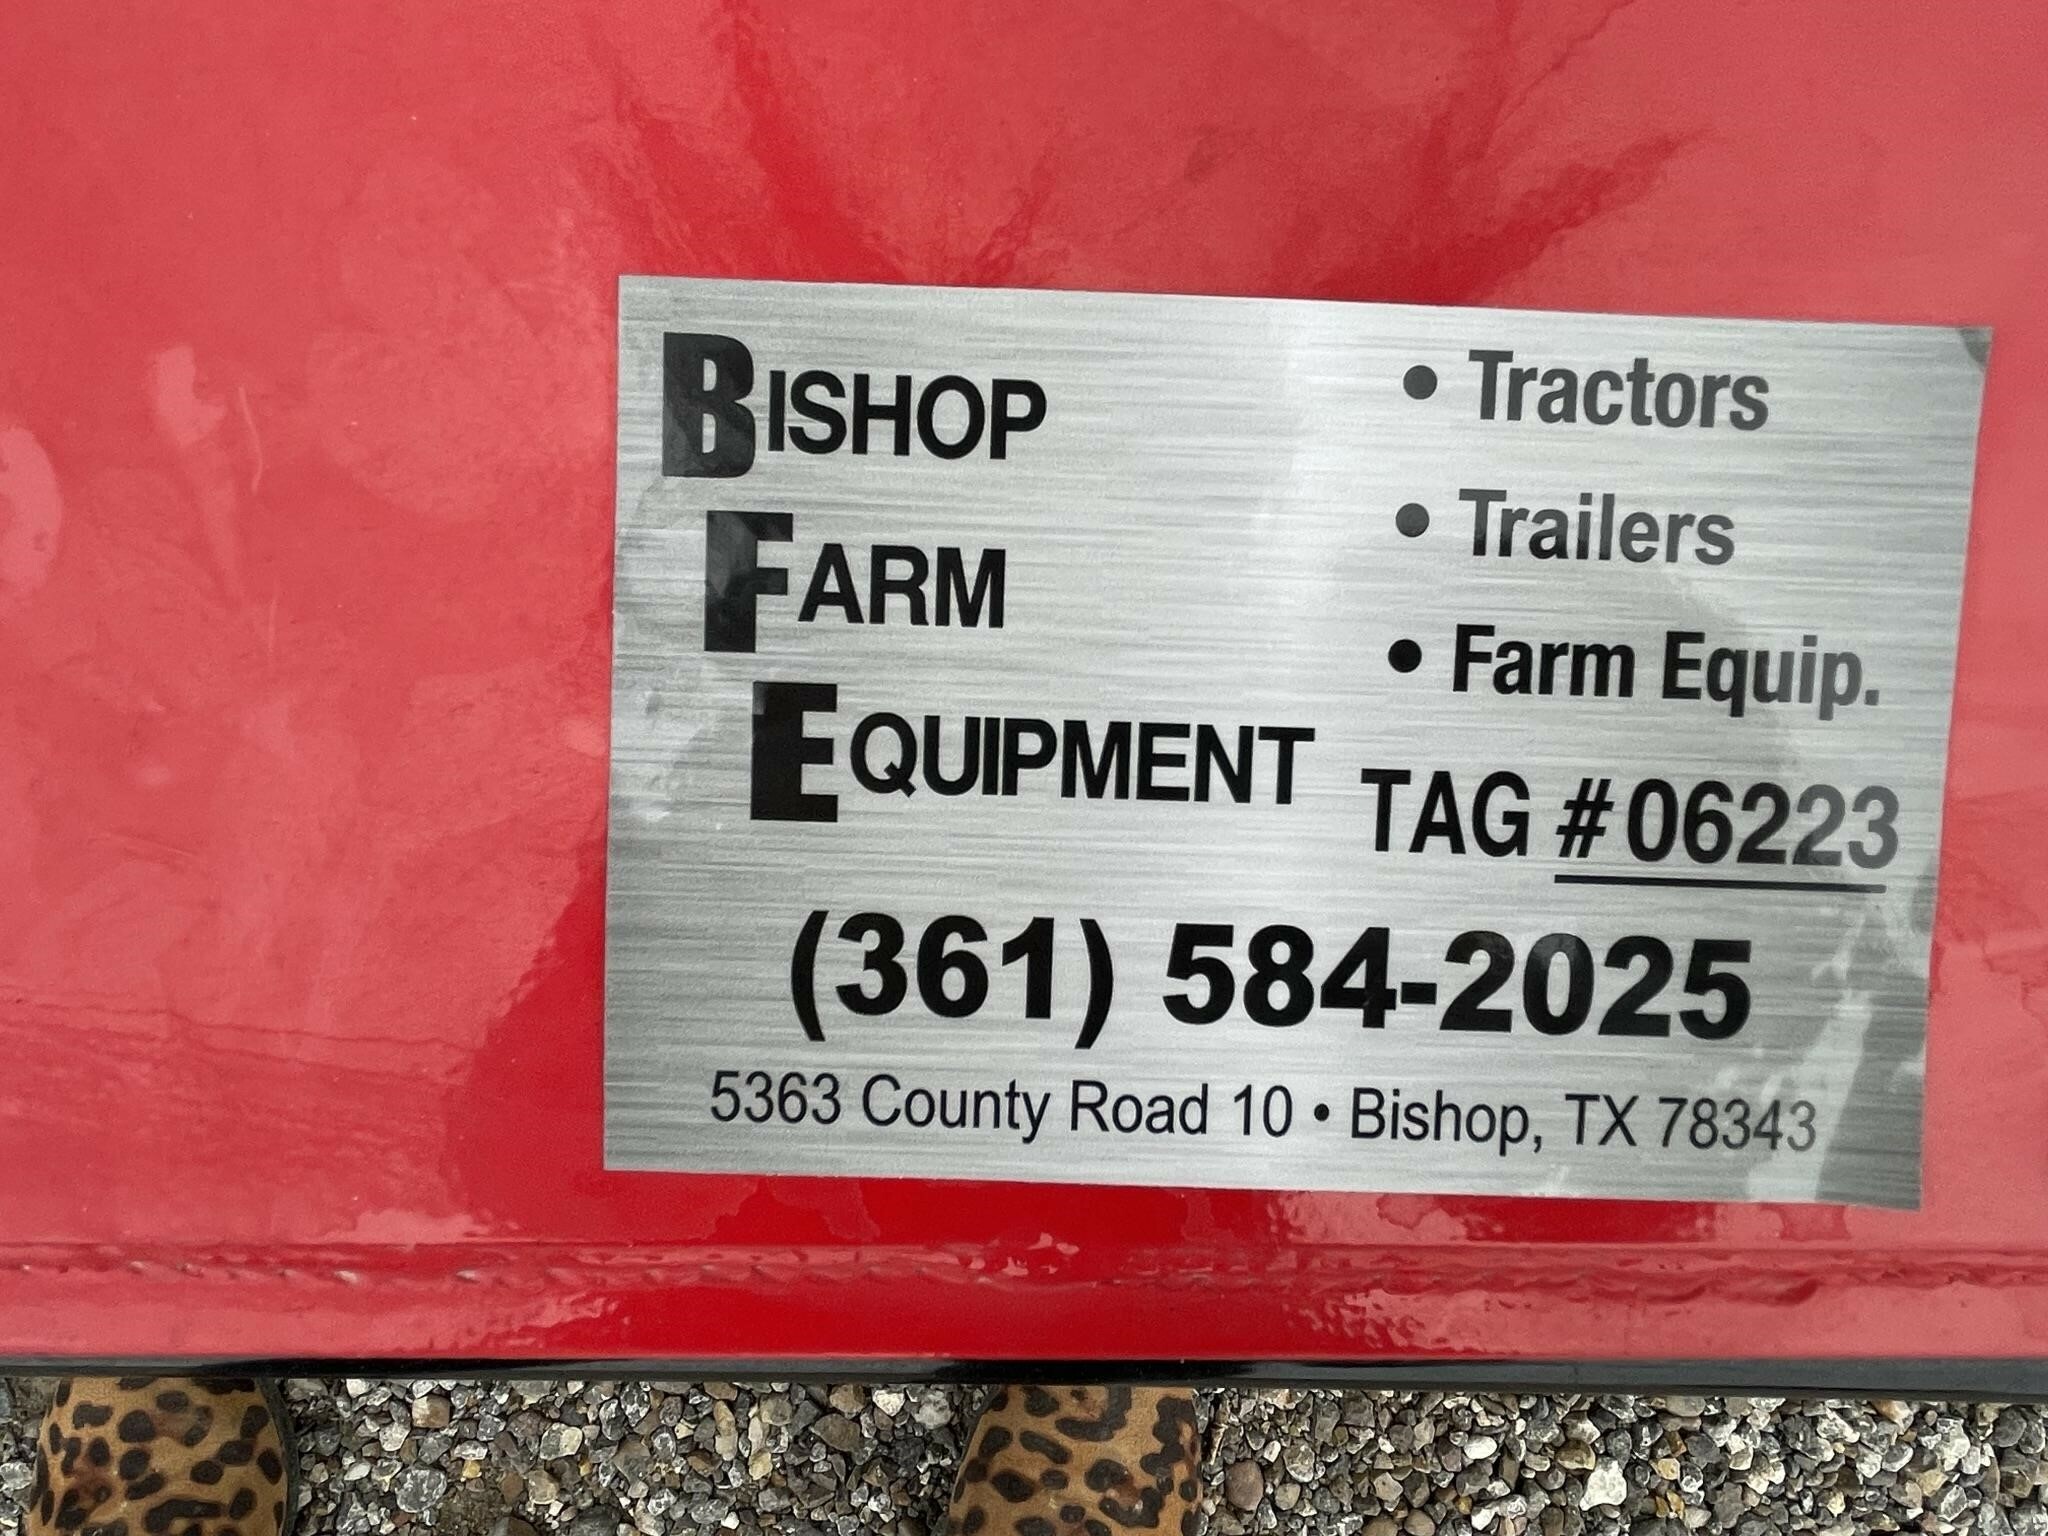 BISHOP
FARM
EQUIPMENT
• Tractors
• Trailers
• Farm Equip.
TAG #06223
(361) 584-2025
5363 County Road 10 • Bishop, TX 78343